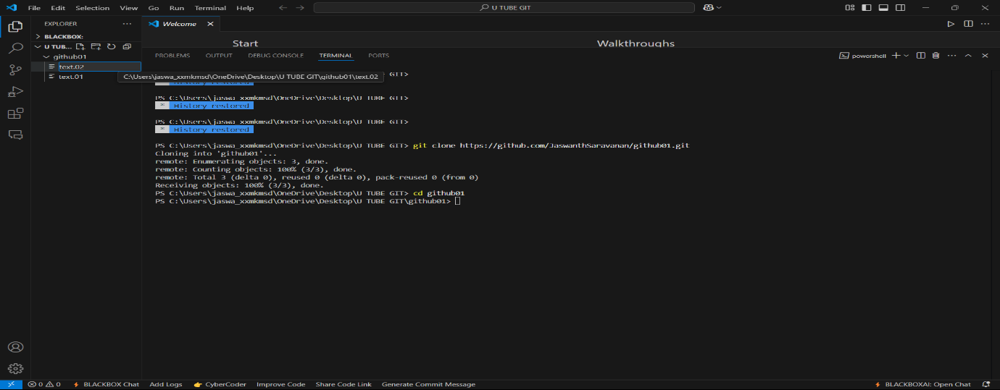 File Edit Selection View Go Run Terminal Help
U TUBE GIT
EXPLORER
Welcome
BLACKBOX:
U TUB...
github01
text.02
text.01
C:\Users\jaswa_xxmkmsd\OneDrive\Desktop\U TUBE GIT\github01\text.02
Start
Walkthroughs
PROBLEMS OUTPUT DEBUG CONSOLE TERMINAL PORTS
powershell
GIT>
* History restored
PS C:\Users\jaswa_xxmkmsd\OneDrive\Desktop\U TUBE GIT>
* History restored
PS C:\Users\jaswa_xxmkmsd\OneDrive\Desktop\U TUBE GIT>
* History restored
PS C:\Users\jaswa_xxmkmsd\OneDrive\Desktop\U TUBE GIT> git clone https://github.com/JaswanthSaravanan/github01.git
Cloning into 'github01'...
remote: Enumerating objects: 3, done.
remote: Counting objects: 100% (3/3), done.
remote: Total 3 (delta 0), reused 0 (delta 0), pack-reused 0 (from 0)
Receiving objects: 100% (3/3), done.
PS C:\Users\jaswa_xxmkmsd\OneDrive\Desktop\U TUBE GIT> cd github01
PS C:\Users\jaswa_xxmkmsd\OneDrive\Desktop\U TUBE GIT\github01>
0 0 BLACKBOX Chat Add Logs CyberCoder Improve Code Share Code Link Generate Commit Message BLACKBOXAI: Open Chat